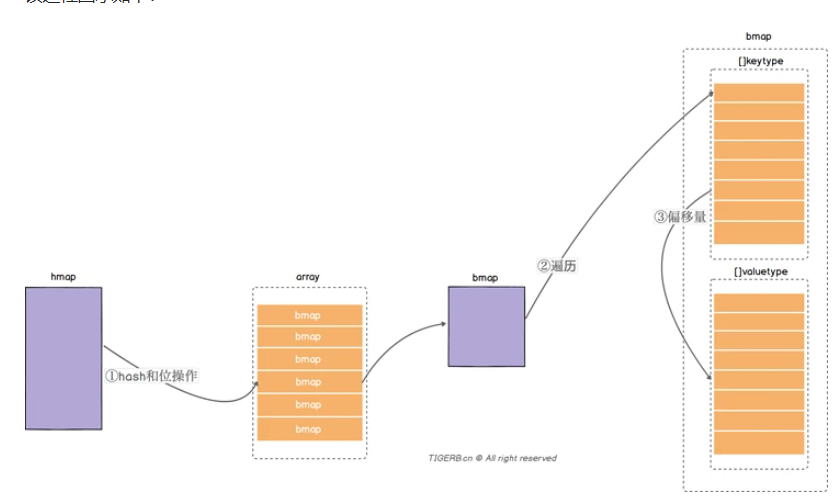 bmap
[]keytype
③偏移量
②遍历
hmap
array
bmap
[]valuetype
bmap
bmap
bmap
bmap
bmap
bmap
①hash和位操作
TIGERB.cn © All right reserved